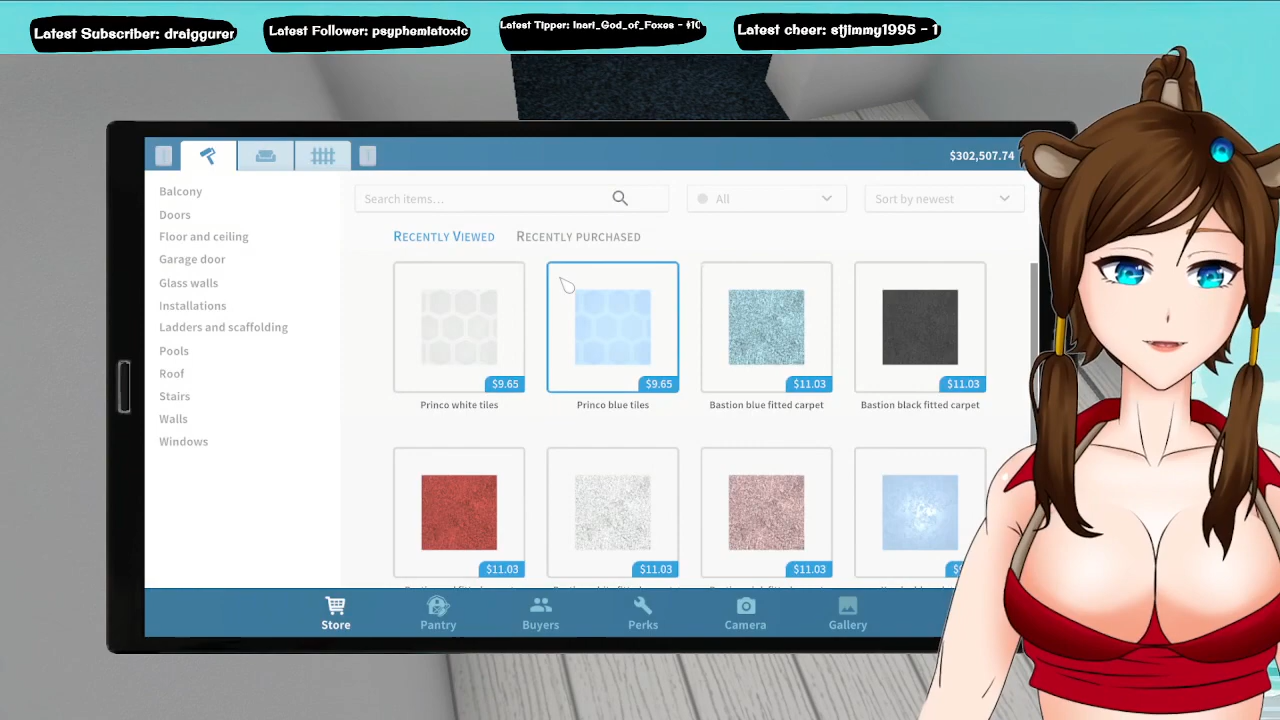 Latest Subscriber: draiggurer
Latest Follower: psyphemiatoxic
Latest Tipper: Inari_God_of_Foxes - $10
Latest cheer: stjimmy1995 - 1
$302,507.74
Balcony
Doors
Floor and ceiling
Garage door
Glass walls
Installations
Ladders and scaffolding
Pools
Roof
Stairs
Walls
Windows
Search items...
All
Sort by newest
RECENTLY VIEWED
RECENTLY PURCHASED
$9.65
$9.65
$11.03
$11.03
Princo white tiles
Princo blue tiles
Bastion blue fitted carpet
Bastion black fitted carpet
$11.03
$11.03
$11.03
Store
Pantry
Buyers
Perks
Camera
Gallery